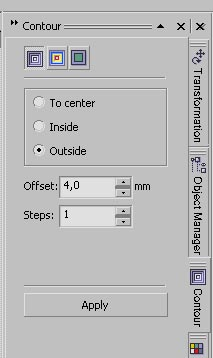 Contour
To center
Inside
Outside
Offset: 4,0 mm
Steps: 1
Apply
Transformation
Object Manager
Contour